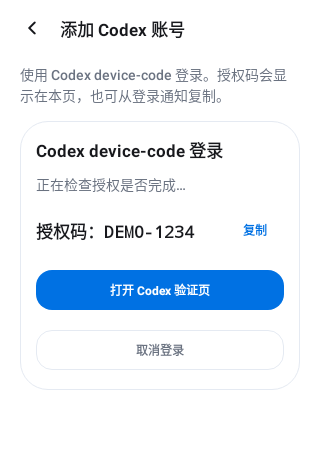 添加 Codex 账号
使用 Codex device-code 登录。授权码会显
示在本页，也可从登录通知复制。
Codex device-code 登录
正在检查授权是否完成...
授权码：DEMO-1234 复制
打开 Codex 验证页
取消登录